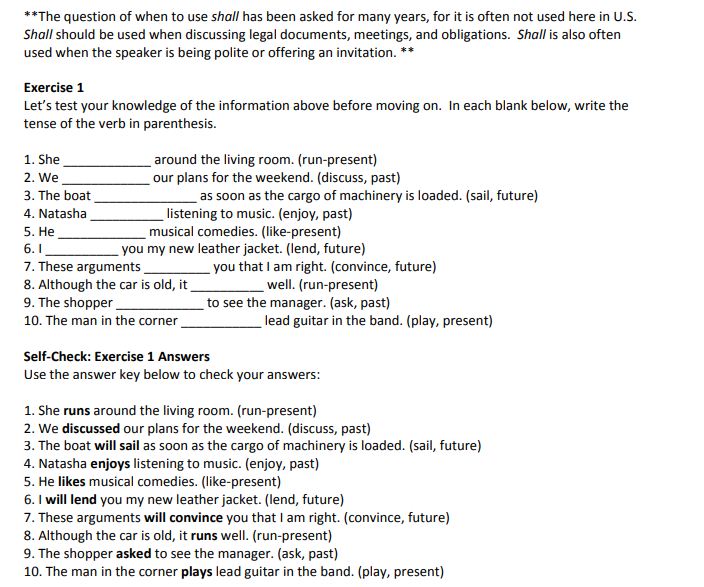 **The question of when to use shall has been asked for many years, for it is often not used here in U.S.
Shall should be used when discussing legal documents, meetings, and obligations.  Shall is also often
used when the speaker is being polite or offering an invitation. **
Exercise 1
Let's test your knowledge of the information above before moving on.  In each blank below, write the
tense of the verb in parenthesis.
1. She _____________ around the living room. (run-present)
2. We _____________ our plans for the weekend. (discuss, past)
3. The boat ______________ as soon as the cargo of machinery is loaded. (sail, future)
4. Natasha ___________ listening to music. (enjoy, past)
5. He _____________ musical comedies. (like-present)
6. I ___________ you my new leather jacket. (lend, future)
7. These arguments __________ you that I am right. (convince, future)
8. Although the car is old, it ___________ well. (run-present)
9. The shopper _____________ to see the manager. (ask, past)
10. The man in the corner ____________ lead guitar in the band. (play, present)
Self-Check: Exercise 1 Answers
Use the answer key below to check your answers:
1. She runs around the living room. (run-present)
2. We discussed our plans for the weekend. (discuss, past)
3. The boat will sail as soon as the cargo of machinery is loaded. (sail, future)
4. Natasha enjoys listening to music. (enjoy, past)
5. He likes musical comedies. (like-present)
6. I will lend you my new leather jacket. (lend, future)
7. These arguments will convince you that I am right. (convince, future)
8. Although the car is old, it runs well. (run-present)
9. The shopper asked to see the manager. (ask, past)
10. The man in the corner plays lead guitar in the band. (play, present)